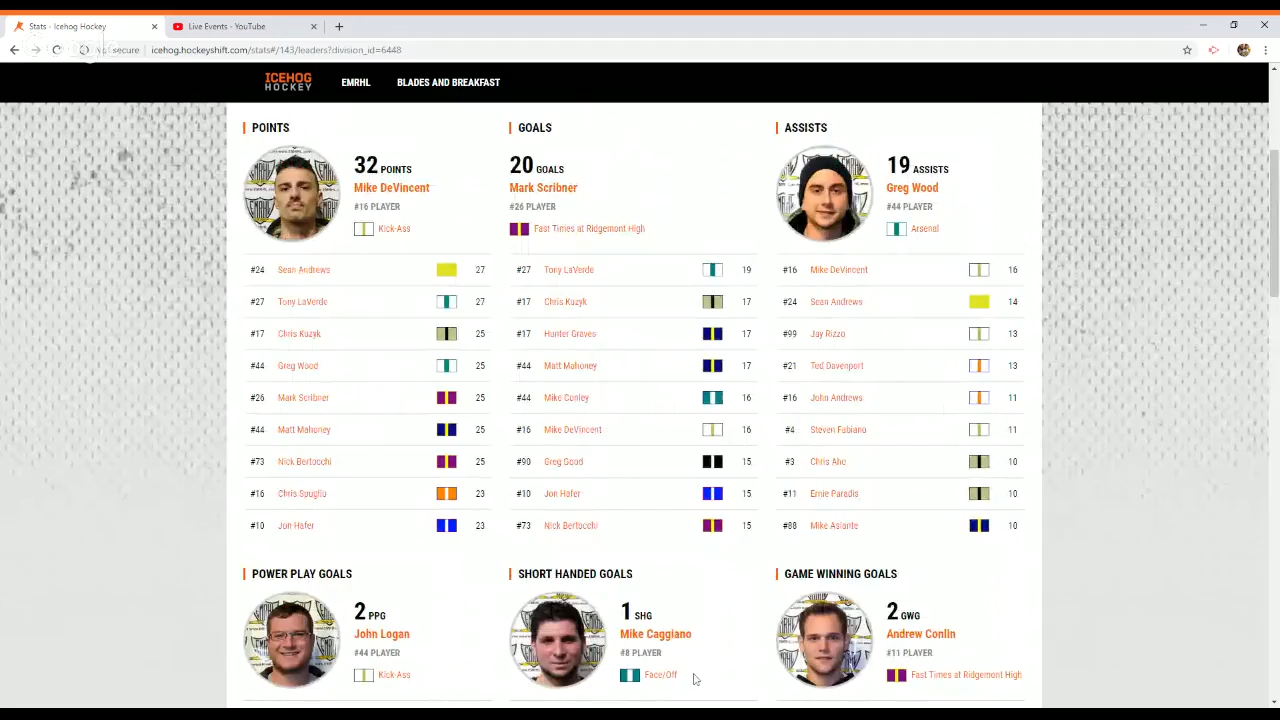 Stats - Icehog Hockey
Live Events - YouTube
icehog.hockeyshift.com/stats#/143/leaders?division_id=6448
ICEHOG
HOCKEY
EMRHL
BLADES AND BREAKFAST
POINTS
32 POINTS
Mike DeVincent
#16 PLAYER
Kick-Ass
#24 Sean Andrews 27
#27 Tony LaVerde 27
#17 Chris Kuzyk 25
#44 Greg Wood 25
#26 Mark Scribner 25
#44 Matt Mahoney 25
#73 Nick Bertocchi 25
#16 Chris Spuglio 23
#10 Jon Hafer 23
GOALS
20 GOALS
Mark Scribner
#26 PLAYER
Fast Times at Ridgemont High
#27 Tony LaVerde 19
#17 Chris Kuzyk 17
#17 Hunter Graves 17
#44 Matt Mahoney 17
#44 Mike Conley 16
#16 Mike DeVincent 16
#90 Greg Good 15
#10 Jon Hafer 15
#73 Nick Bertocchi 15
ASSISTS
19 ASSISTS
Greg Wood
#44 PLAYER
Arsenal
#16 Mike DeVincent 16
#24 Sean Andrews 14
#99 Jay Rizzo 13
#21 Ted Davenport 13
#16 John Andrews 11
#4 Steven Fabiano 11
#3 Chris Ahe 10
#11 Ernie Paradis 10
#88 Mike Aslante 10
POWER PLAY GOALS
2 PPG
John Logan
#44 PLAYER
Kick-Ass
SHORT HANDED GOALS
1 SHG
Mike Caggiano
#8 PLAYER
Face/Off
GAME WINNING GOALS
2 GWG
Andrew Conlin
#11 PLAYER
Fast Times at Ridgemont High